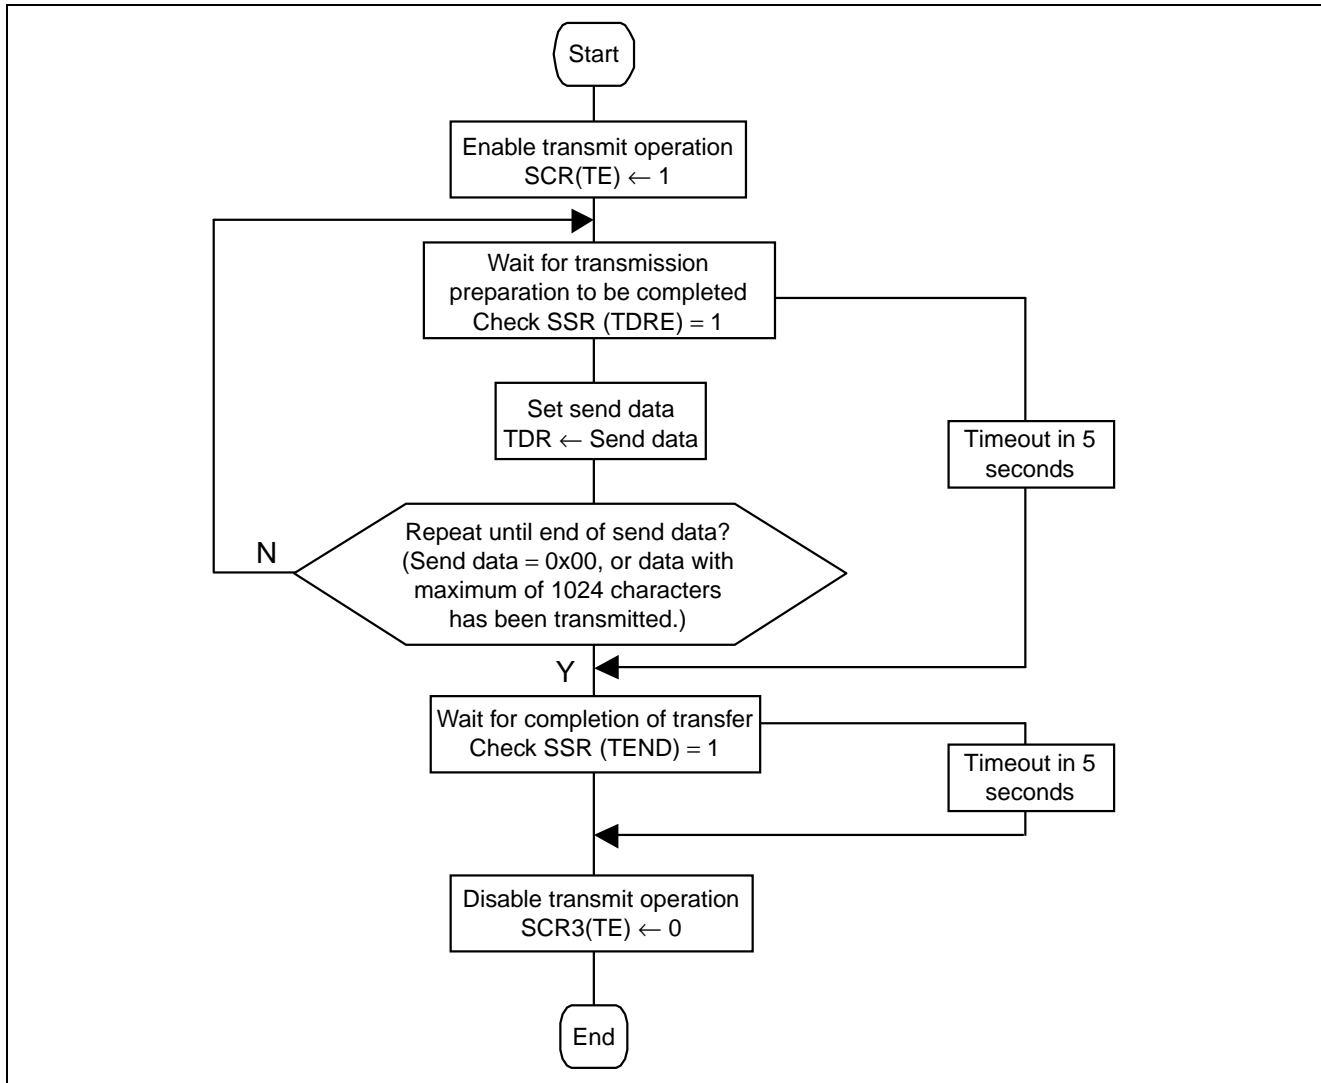 Start
Enable transmit operation
SCR(TE) ← 1
Wait for transmission
preparation to be completed
Check SSR (TDRE) = 1
Set send data
TDR ← Send data
Timeout in 5
seconds
Repeat until end of send data?
(Send data = 0x00, or data with
maximum of 1024 characters
has been transmitted.)
N
Y
Wait for completion of transfer
Check SSR (TEND) = 1
Timeout in 5
seconds
Disable transmit operation
SCR3(TE) ← 0
End